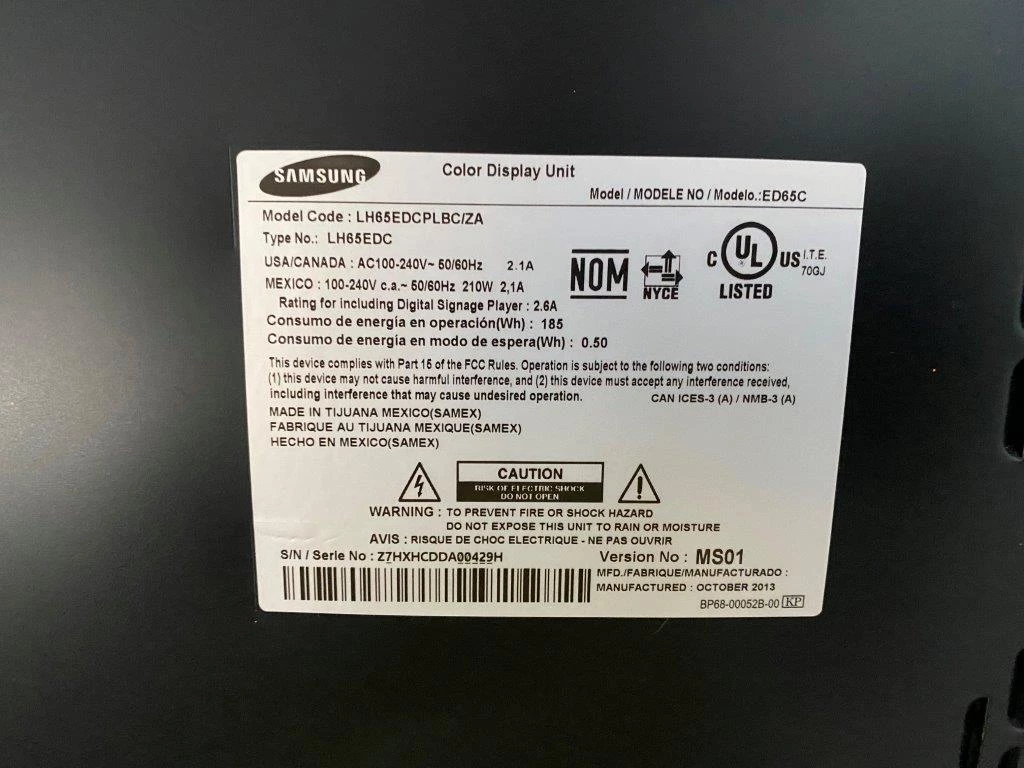 SAMSUNG
Color Display Unit
Model / MODELE NO / Modelo.:ED65C
Model Code : LH65EDCPLBC/ZA
Type No.: LH65EDC
USA/CANADA : AC100-240V~ 50/60Hz 2.1A
MEXICO : 100-240V c.a.~ 50/60Hz 210W 2,1A
Rating for including Digital Signage Player : 2.6A
Consumo de energía en operación(Wh) : 185
Consumo de energía en modo de espera(Wh) : 0.50
NOM
NYCE
C UL US
LISTED
I.T.E.
70GJ
This device complies with Part 15 of the FCC Rules. Operation is subject to the following two conditions:
(1) this device may not cause harmful interference, and (2) this device must accept any interference received,
including interference that may cause undesired operation.
CAN ICES-3 (A) / NMB-3 (A)
MADE IN TIJUANA MEXICO(SAMEX)
FABRIQUE AU TIJUANA MEXIQUE(SAMEX)
HECHO EN MEXICO(SAMEX)
CAUTION
RISK OF ELECTRIC SHOCK
DO NOT OPEN
WARNING : TO PREVENT FIRE OR SHOCK HAZARD
DO NOT EXPOSE THIS UNIT TO RAIN OR MOISTURE
AVIS : RISQUE DE CHOC ELECTRIQUE - NE PAS OUVRIR
S/N / Serie No : Z7HXHCDDA00429H
Version No : MS01
MFD./FABRIQUE/MANUFACTURADO :
MANUFACTURED : OCTOBER 2013
BP68-00052B-00 KP